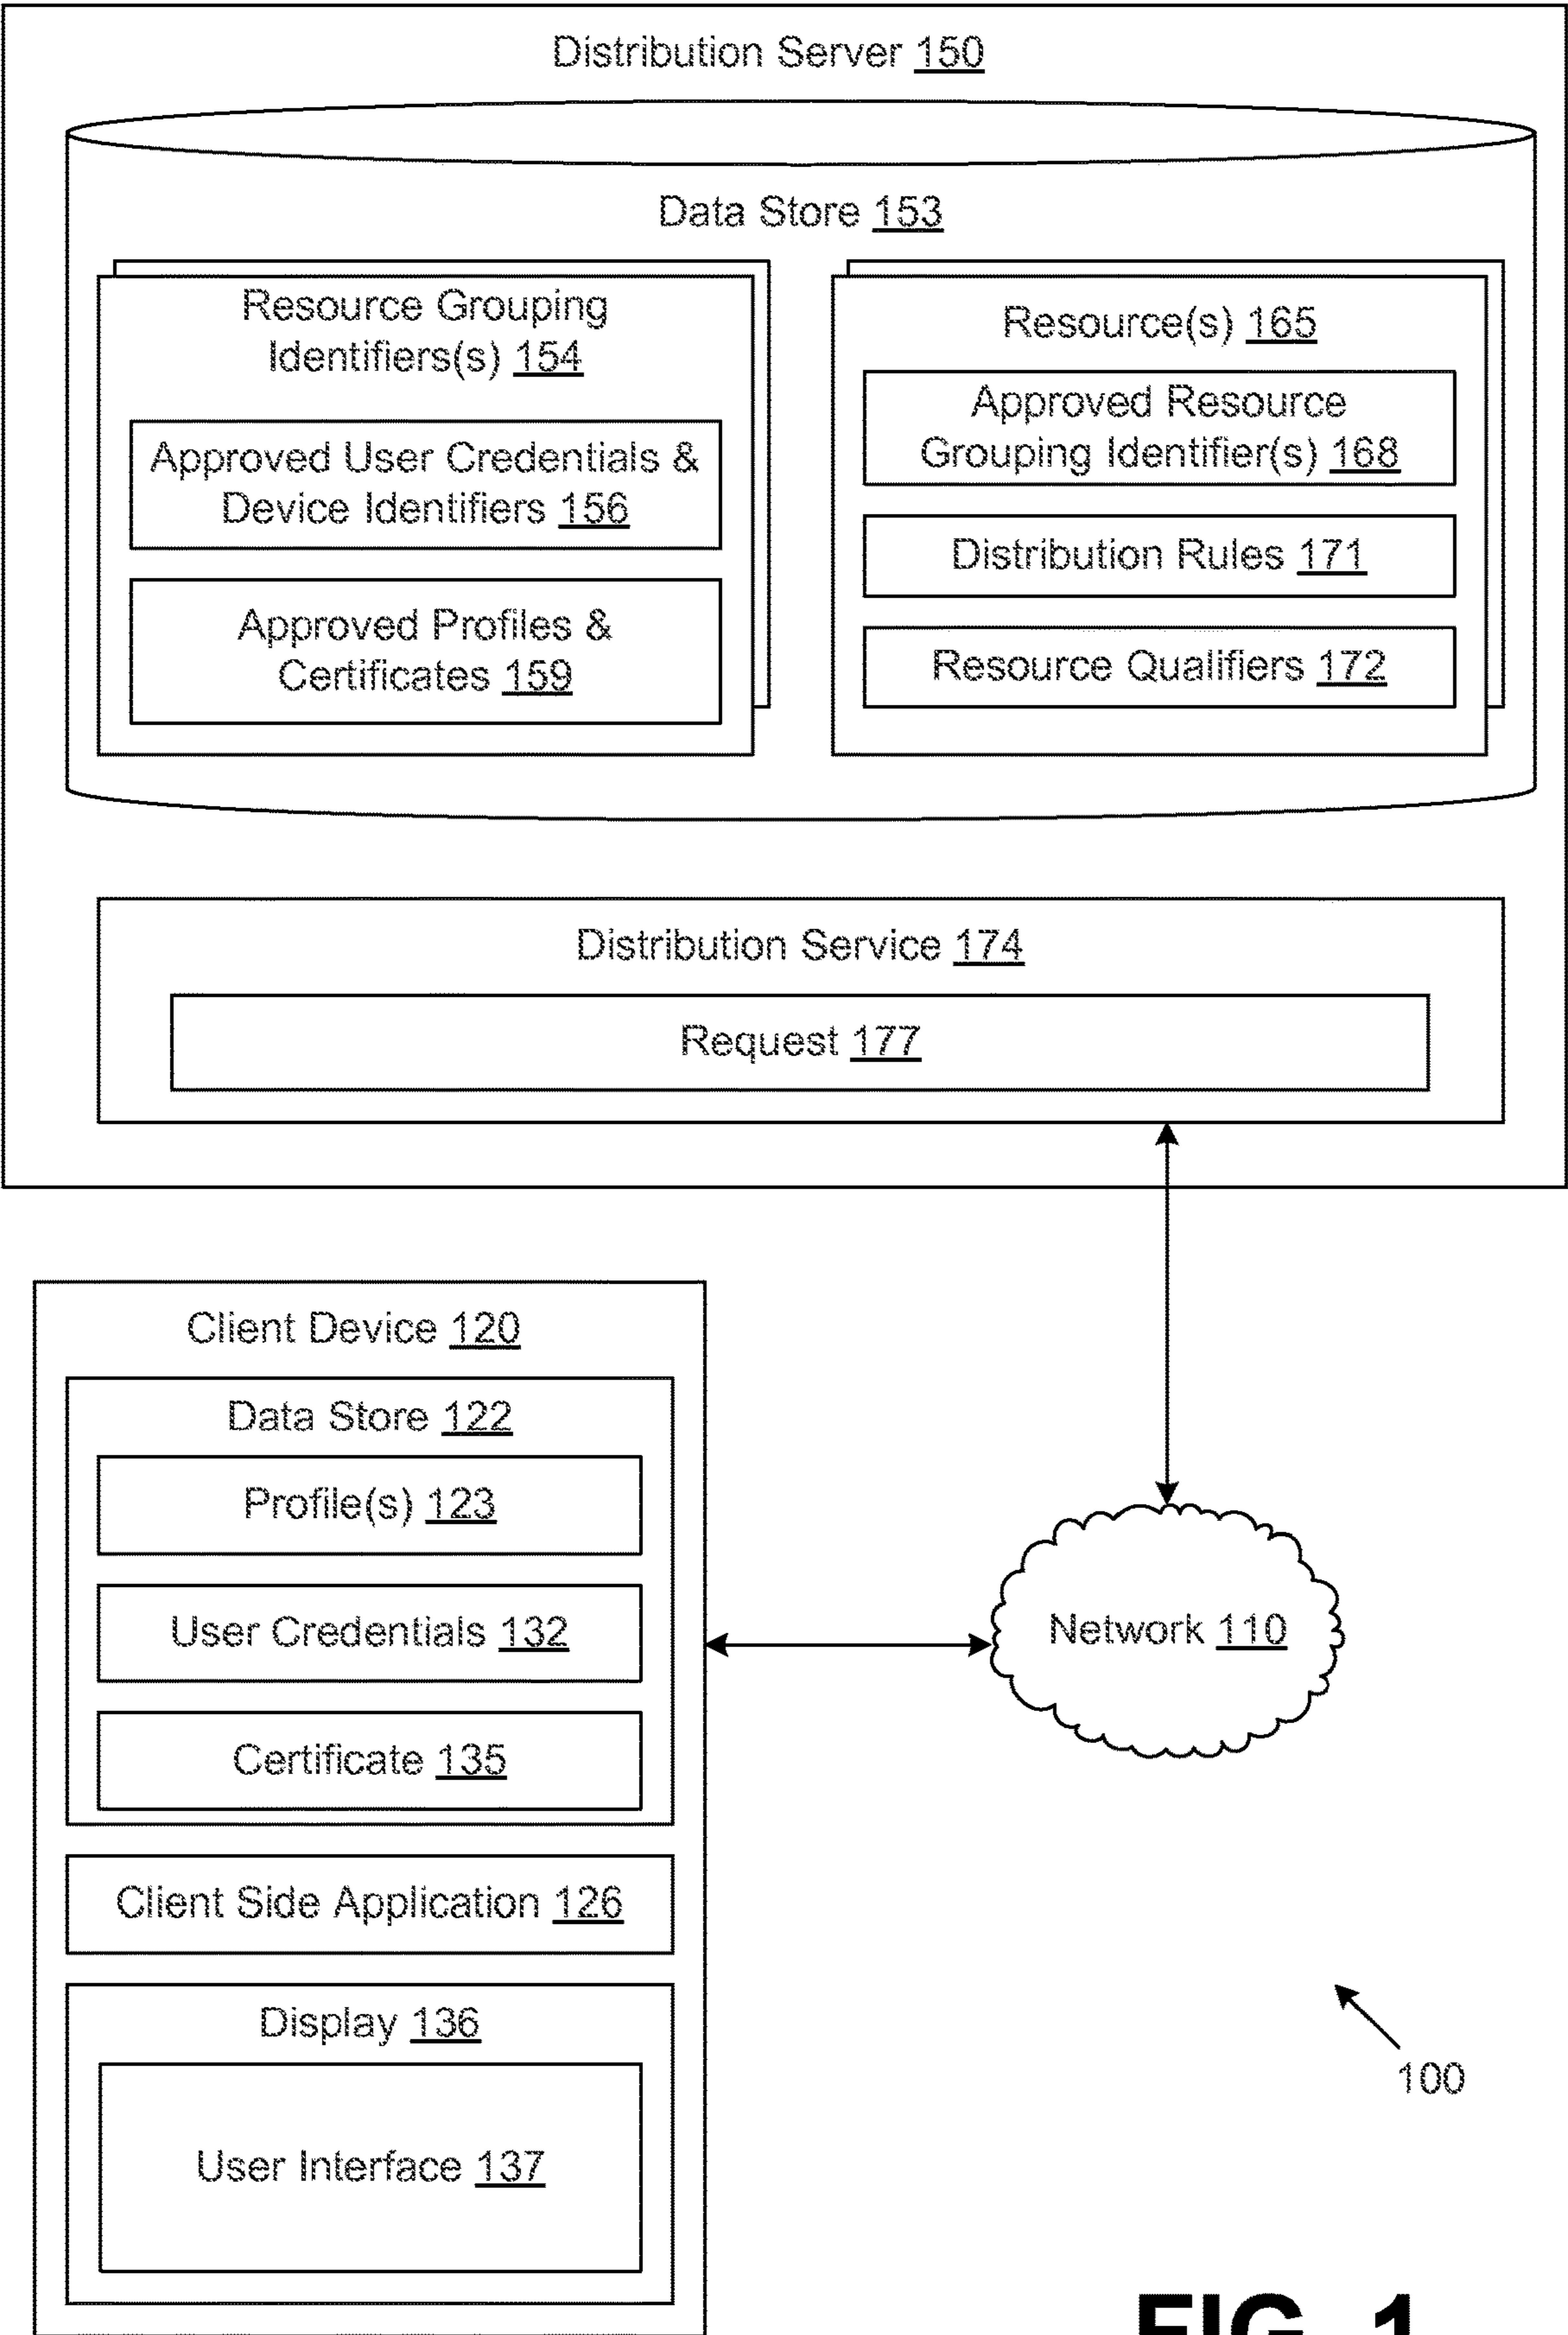 Distribution Server 150
Data Store 153
Resource Grouping
Identifiers(s) 154
Approved User Credentials &
Device Identifiers 156
Approved Profiles &
Certificates 159
Resource(s) 165
Approved Resource
Grouping Identifier(s) 168
Distribution Rules 171
Resource Qualifiers 172
Distribution Service 174
Request 177
Client Device 120
Data Store 122
Profile(s) 123
User Credentials 132
Certificate 135
Client Side Application 126
Display 136
User Interface 137
Network 110
100
FIG. 1